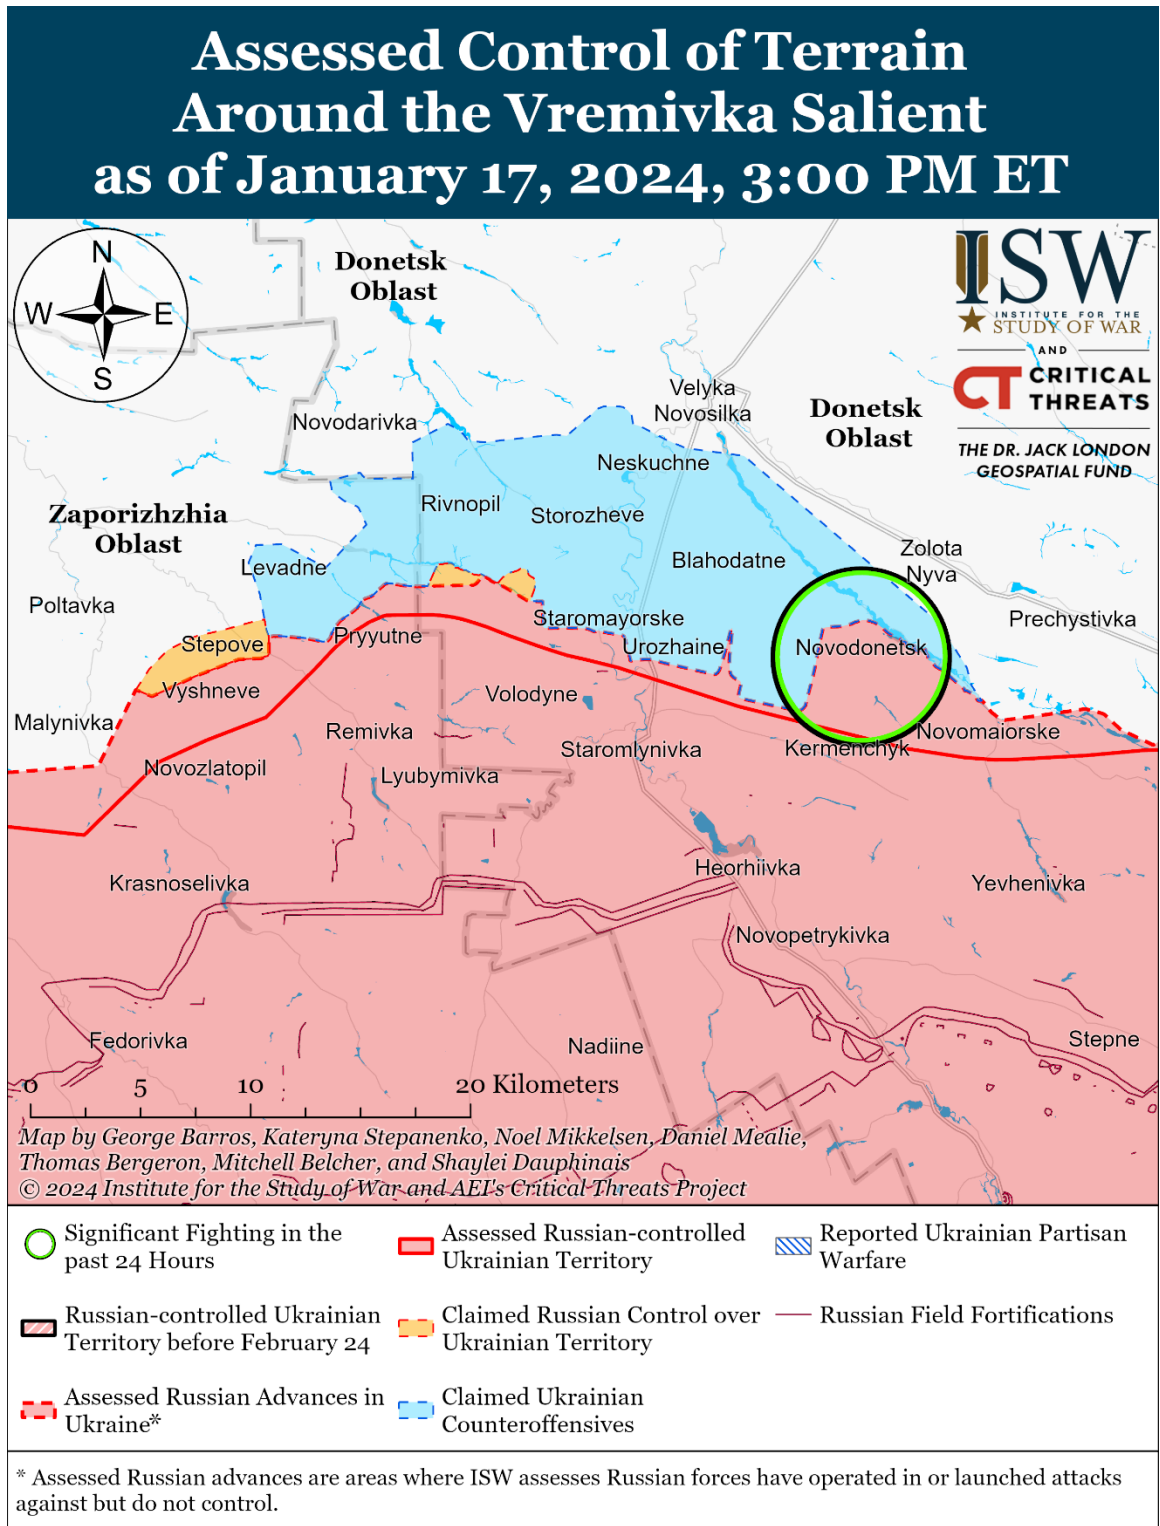 Assessed Control of Terrain
Around the Vremivka Salient
as of January 17, 2024, 3:00 PM ET
N
W
E
S
Donetsk
Oblast
ISW
INSTITUTE FOR THE
STUDY OF WAR
AND
CT CRITICAL
THREATS
THE DR. JACK LONDON
GEOSPATIAL FUND
Velyka
Novosilka
Donetsk
Oblast
Novodarivka
Neskuchne
Rivnopil
Storozheve
Zaporizhzhia
Oblast
Blahodatne
Zolota
Nyva
Levadne
Poltavka
Prechystivka
Staromayorske
Pryyutne
Stepove
Urozhaine
Novodonetsk
Vyshneve
Volodyne
Malynivka
Remivka
Novomaiorske
Staromlynivka
Kermenchyk
Novozlatopil
Lyubymivka
Heorhiivka
Krasnoselivka
Yevhenivka
Novopetrykivka
Fedorivka
Nadiine
Stepne
0 5 10 20 Kilometers
Map by George Barros, Kateryna Stepanenko, Noel Mikkelsen, Daniel Mealie,
Thomas Bergeron, Mitchell Belcher, and Shaylei Dauphinais
© 2024 Institute for the Study of War and AEI's Critical Threats Project
Significant Fighting in the
past 24 Hours
Assessed Russian-controlled
Ukrainian Territory
Reported Ukrainian Partisan
Warfare
Russian-controlled Ukrainian
Territory before February 24
Claimed Russian Control over
Ukrainian Territory
Russian Field Fortifications
Assessed Russian Advances in
Ukraine*
Claimed Ukrainian
Counteroffensives
* Assessed Russian advances are areas where ISW assesses Russian forces have operated in or launched attacks
against but do not control.